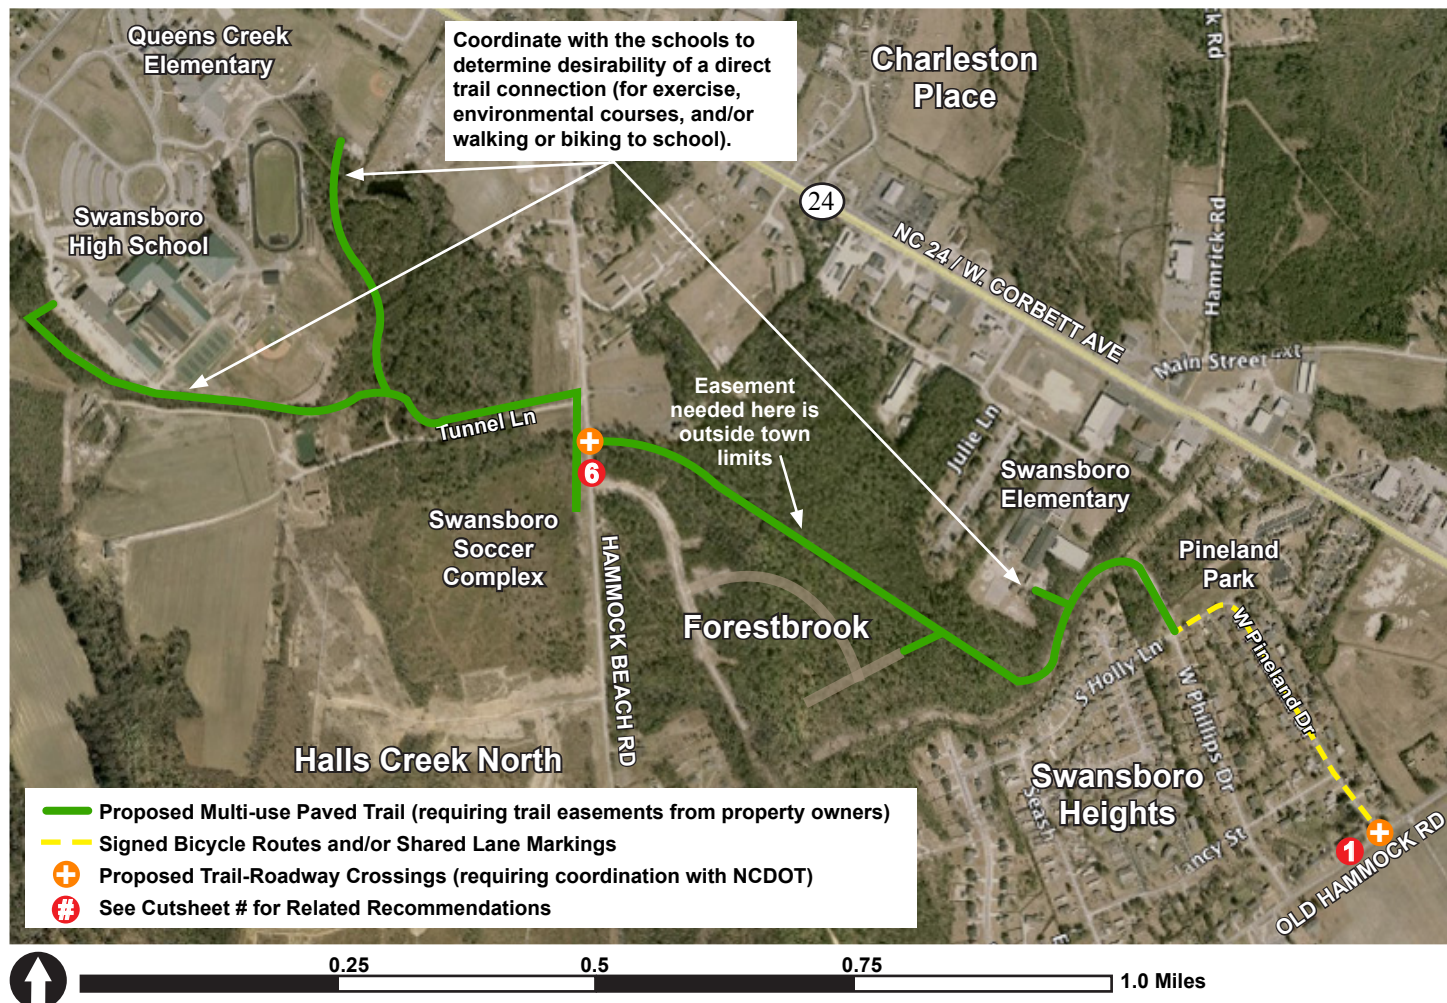 Queens Creek
Elementary
Coordinate with the schools to
determine desirability of a direct
trail connection (for exercise,
environmental courses, and/or
walking or biking to school).
Charleston
Place
Swansboro
High School
24
NC 24 / W. CORBETT AVE
Hamrick Rd
Main Street Ext
Easement
needed here is
outside town
limits
Julie Ln
Tunnel Ln
Swansboro
Elementary
6
Swansboro
Soccer
Complex
HAMMOCK BEACH RD
Pineland
Park
Forestbrook
S Holly Ln
W Phillips Dr
W Pineland Dr
Halls Creek North
Swansboro
Heights
1
OLD HAMMOCK RD
Proposed Multi-use Paved Trail (requiring trail easements from property owners)
Signed Bicycle Routes and/or Shared Lane Markings
Proposed Trail-Roadway Crossings (requiring coordination with NCDOT)
# See Cutsheet # for Related Recommendations
0.25
0.5
0.75
1.0 Miles